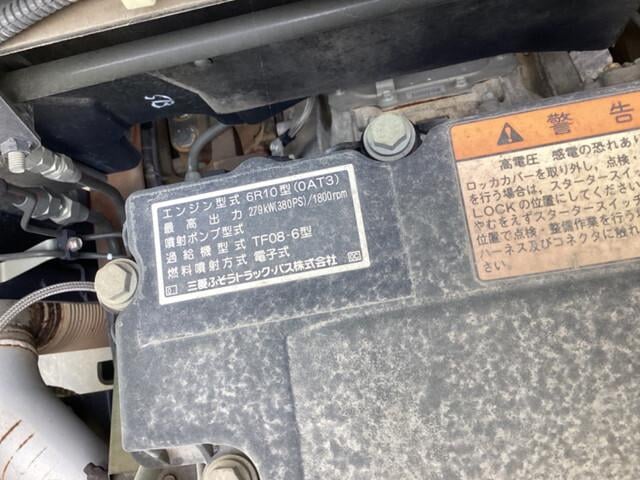 エンジン型式 6R10型(0AT3)
最高出力 279kW(380PS)/1800rpm
噴射ポンプ型式
過給機型式 TF08-6型
燃料噴射方式 電子式
三菱ふそうトラック・バス株式会社
警告
高電圧 感電の恐れあり
ロッカカバーを取り外し、点検
を行う場合は、スタータースイ
LOCKの位置にしてくださ
やむをえずスタータースイッ
位置で点検・整備作業を行う
ハーネス及びコネクタに触れ
さい。